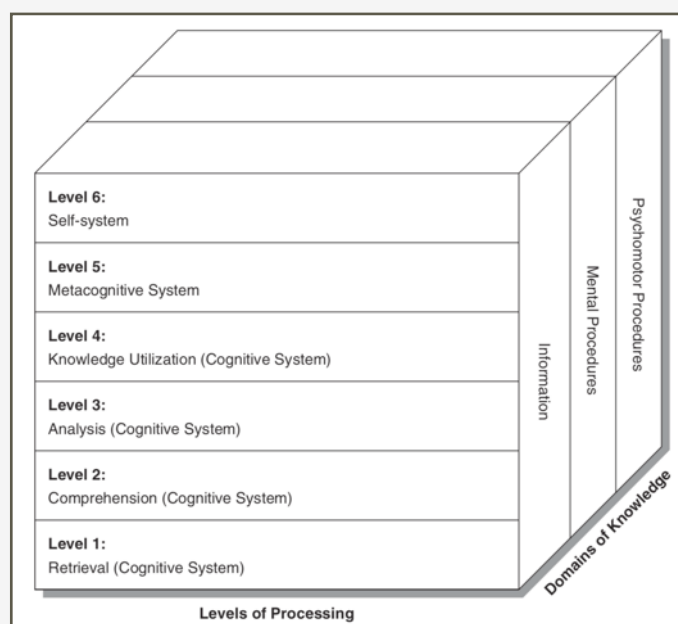 Level 6:
Self-system
Level 5:
Metacognitive System
Level 4:
Knowledge Utilization (Cognitive System)
Level 3:
Analysis (Cognitive System)
Level 2:
Comprehension (Cognitive System)
Level 1:
Retrieval (Cognitive System)
Information
Mental Procedures
Psychomotor Procedures
Levels of Processing
Domains of Knowledge